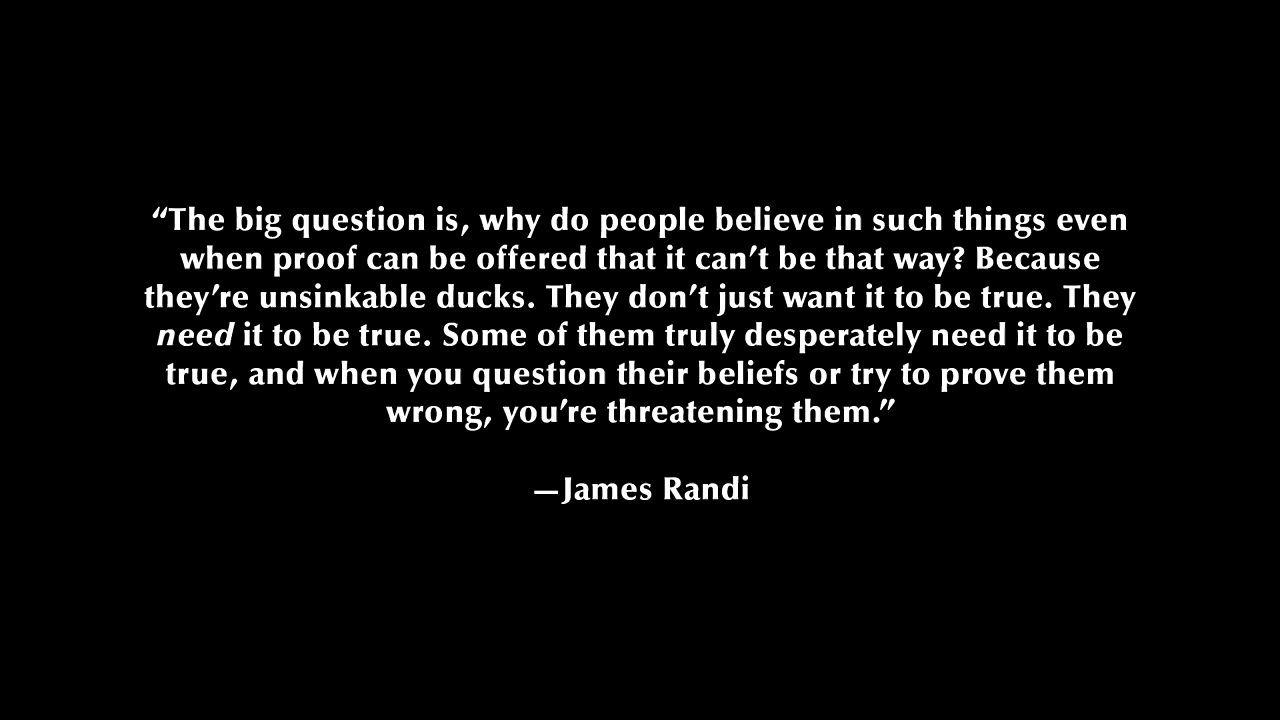 “The big question is, why do people believe in such things even
when proof can be offered that it can’t be that way? Because
they’re unsinkable ducks. They don’t just want it to be true. They
need it to be true. Some of them truly desperately need it to be
true, and when you question their beliefs or try to prove them
wrong, you’re threatening them.”
—James Randi